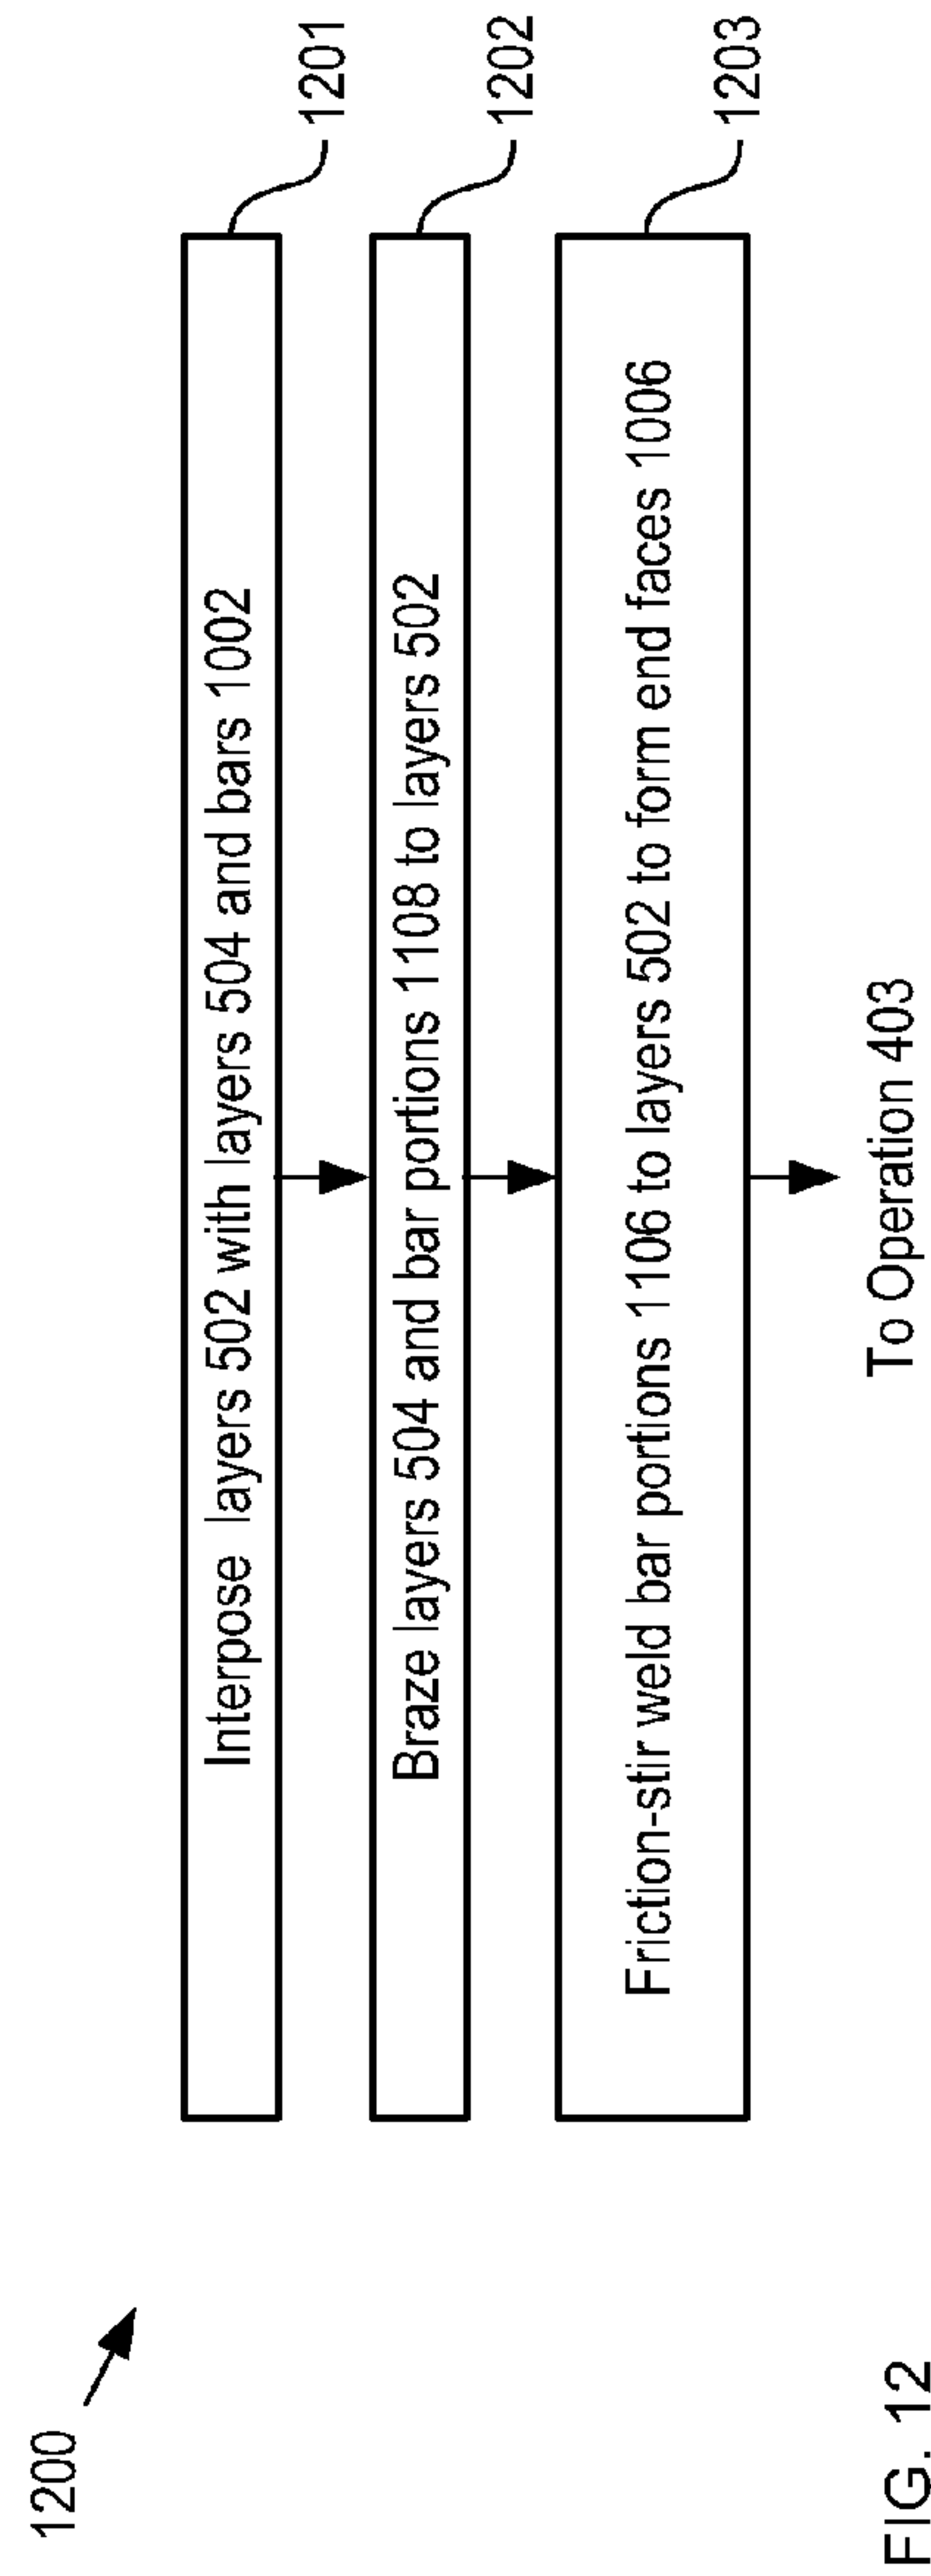 1200
Interpose layers 502 with layers 504 and bars 1002
1201
Braze layers 504 and bar portions 1108 to layers 502
1202
Friction-stir weld bar portions 1106 to layers 502 to form end faces 1006
1203
To Operation 403
FIG. 12